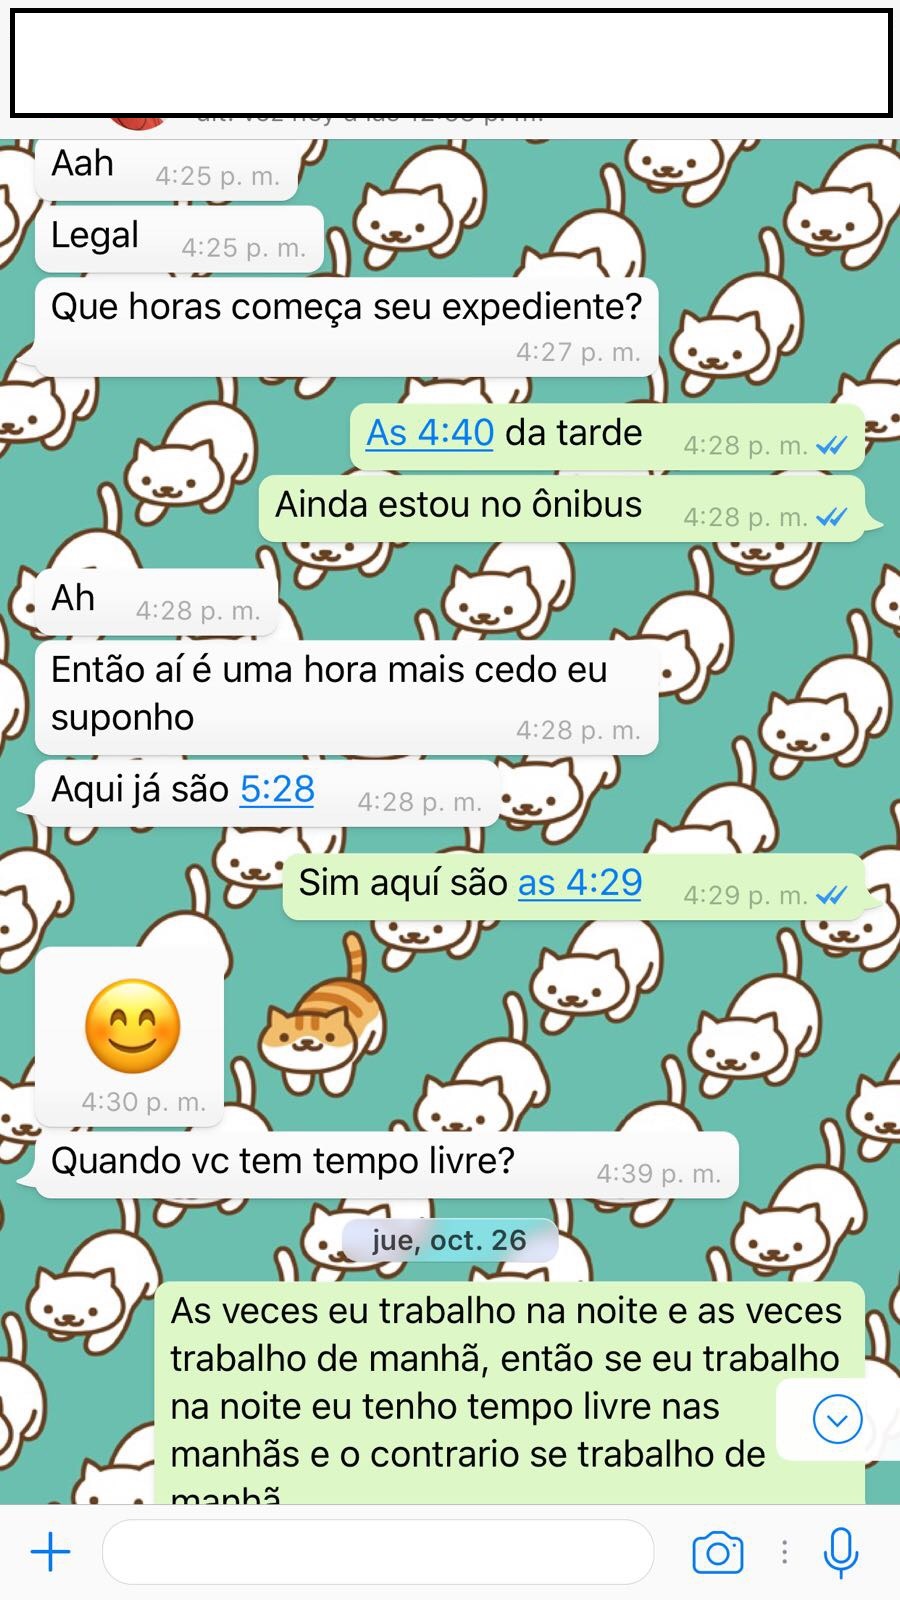 Aah 4:25 p. m.
Legal 4:25 p. m.
Que horas começa seu expediente?
4:27 p. m.
As 4:40 da tarde 4:28 p. m.
Ainda estou no ônibus 4:28 p. m.
Ah 4:28 p. m.
Então aí é uma hora mais cedo eu
suponho 4:28 p. m.
Aqui já são 5:28 4:28 p. m.
Sim aquí são as 4:29 4:29 p. m.
4:30 p. m.
Quando vc tem tempo livre? 4:39 p. m.
jue, oct. 26
As veces eu trabalho na noite e as veces
trabalho de manhã, então se eu trabalho
na noite eu tenho tempo livre nas
manhãs e o contrario se trabalho de
manhã